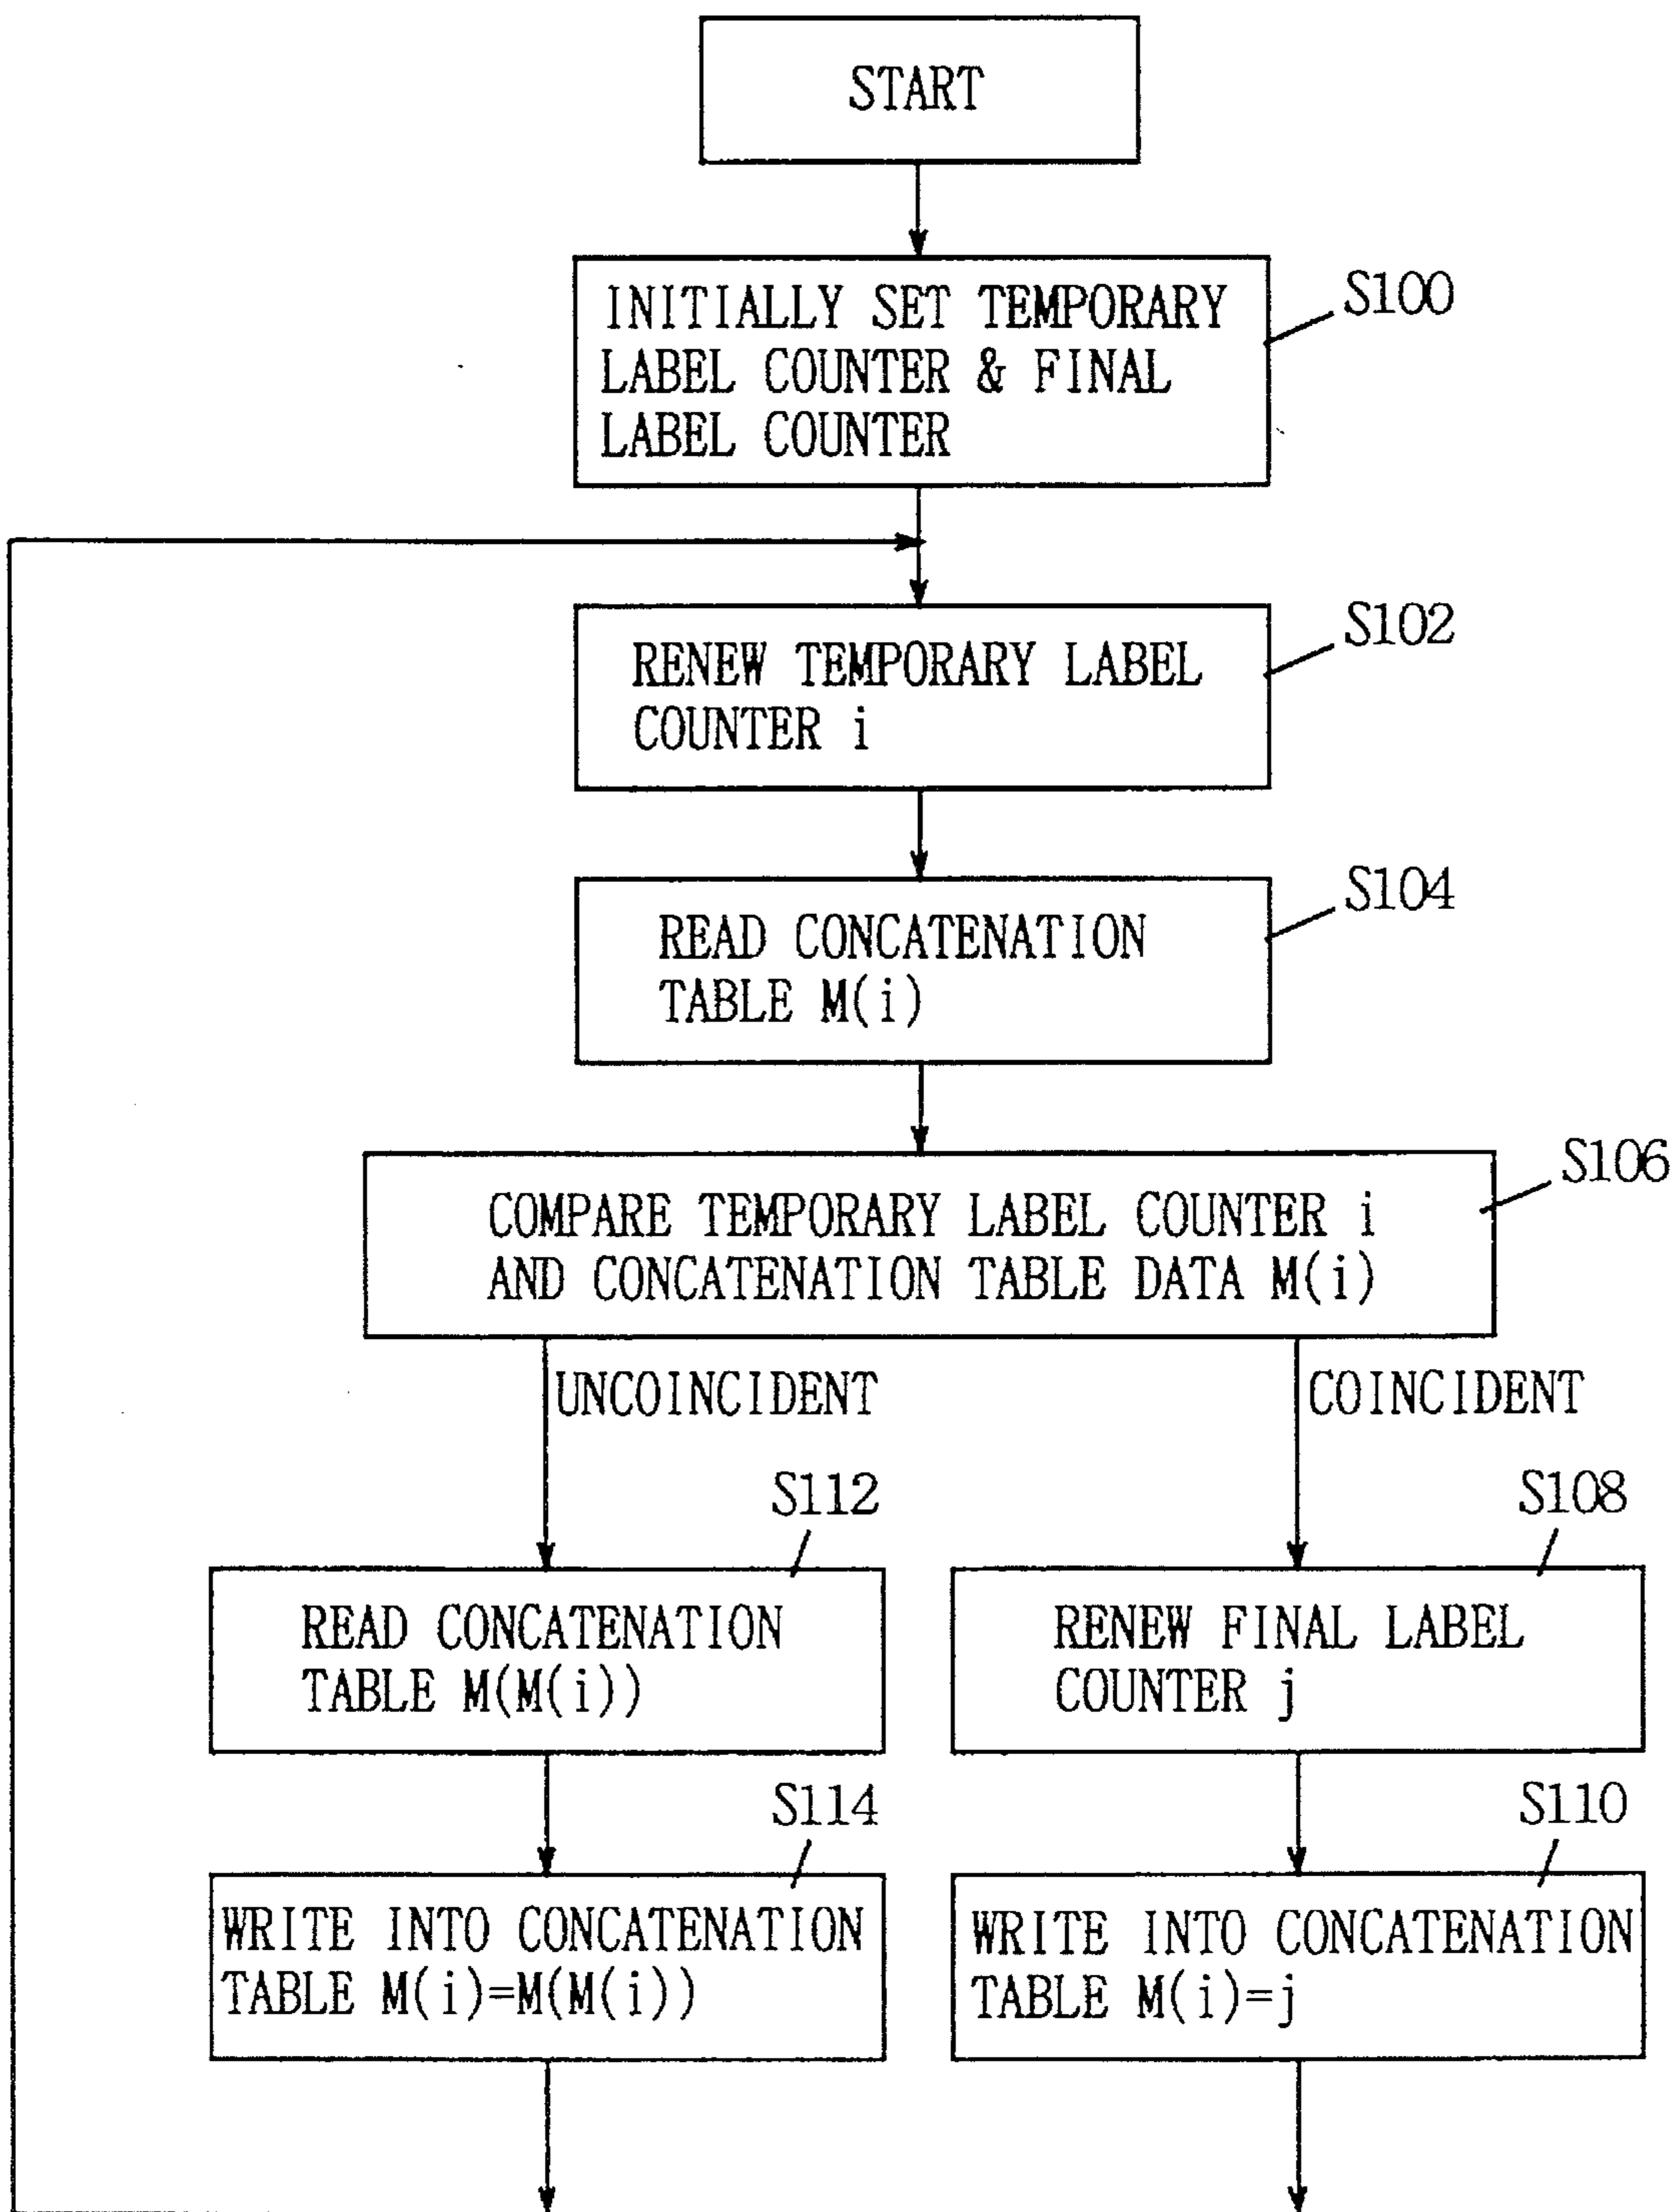 START
S100
INITIALLY SET TEMPORARY
LABEL COUNTER & FINAL
LABEL COUNTER
S102
RENEW TEMPORARY LABEL
COUNTER i
S104
READ CONCATENATION
TABLE M(i)
S106
COMPARE TEMPORARY LABEL COUNTER i
AND CONCATENATION TABLE DATA M(i)
UNCOINCIDENT
COINCIDENT
S112
READ CONCATENATION
TABLE M(M(i))
S108
RENEW FINAL LABEL
COUNTER j
S114
WRITE INTO CONCATENATION
TABLE M(i)=M(M(i))
S110
WRITE INTO CONCATENATION
TABLE M(i)=j